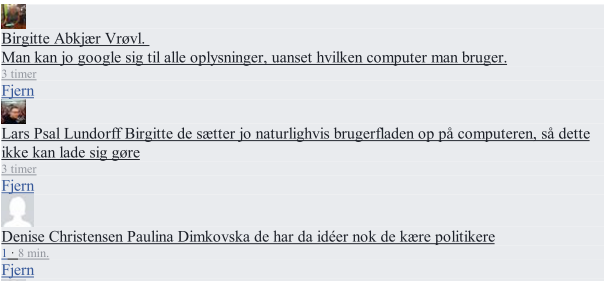 Birgitte Abkjær Vrøvl.
Man kan jo google sig til alle oplysninger, uanset hvilken computer man bruger.
3 timer
Fjern
Lars Psal Lundorff Birgitte de sætter jo naturlighvis brugerfladen op på computeren, så dette
ikke kan lade sig gøre
3 timer
Fjern
Denise Christensen Paulina Dimkovska de har da idéer nok de kære politikere
1 · 8 min.
Fjern